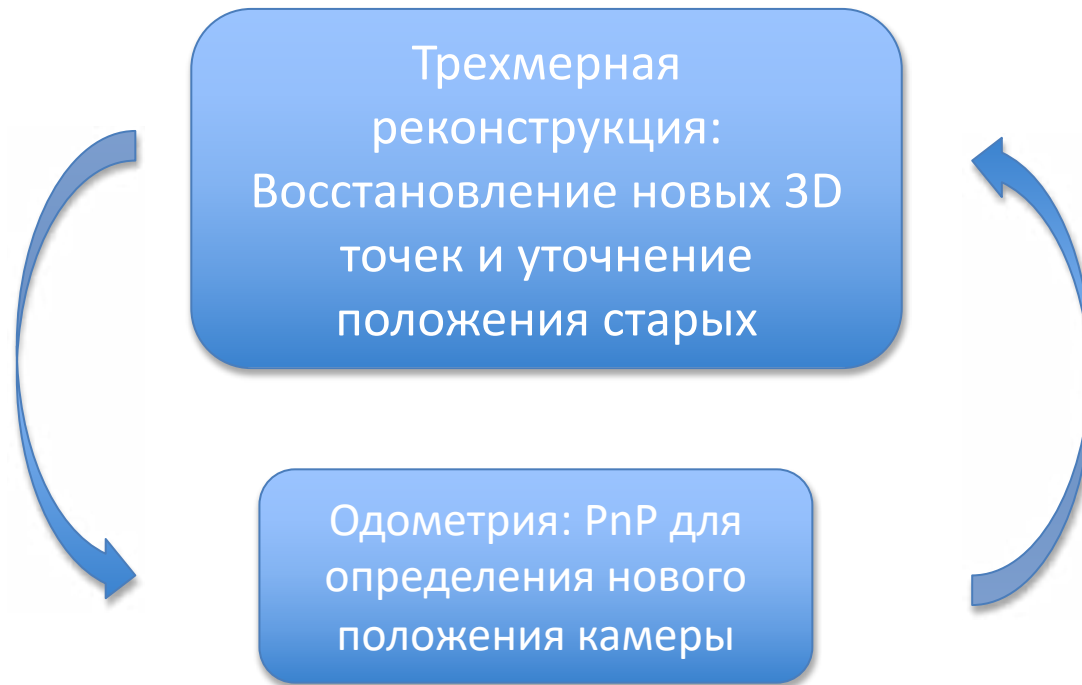 Трехмерная
реконструкция:
Восстановление новых 3D
точек и уточнение
положения старых
Одометрия: PnP для
определения нового
положения камеры